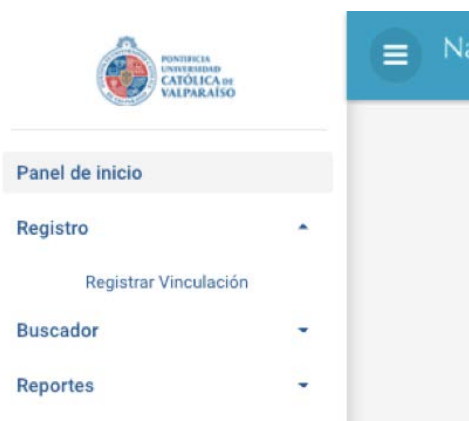 PONTIFICIA
UNIVERSIDAD
CATÓLICA DE
VALPARAÍSO
Panel de inicio
Registro
Registrar Vinculación
Buscador
Reportes